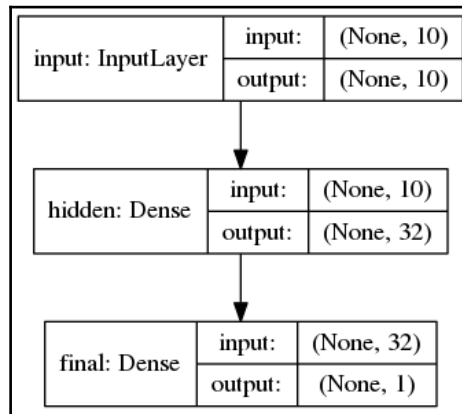 input: InputLayer
input: (None, 10)
output: (None, 10)
hidden: Dense
input: (None, 10)
output: (None, 32)
final: Dense
input: (None, 32)
output: (None, 1)